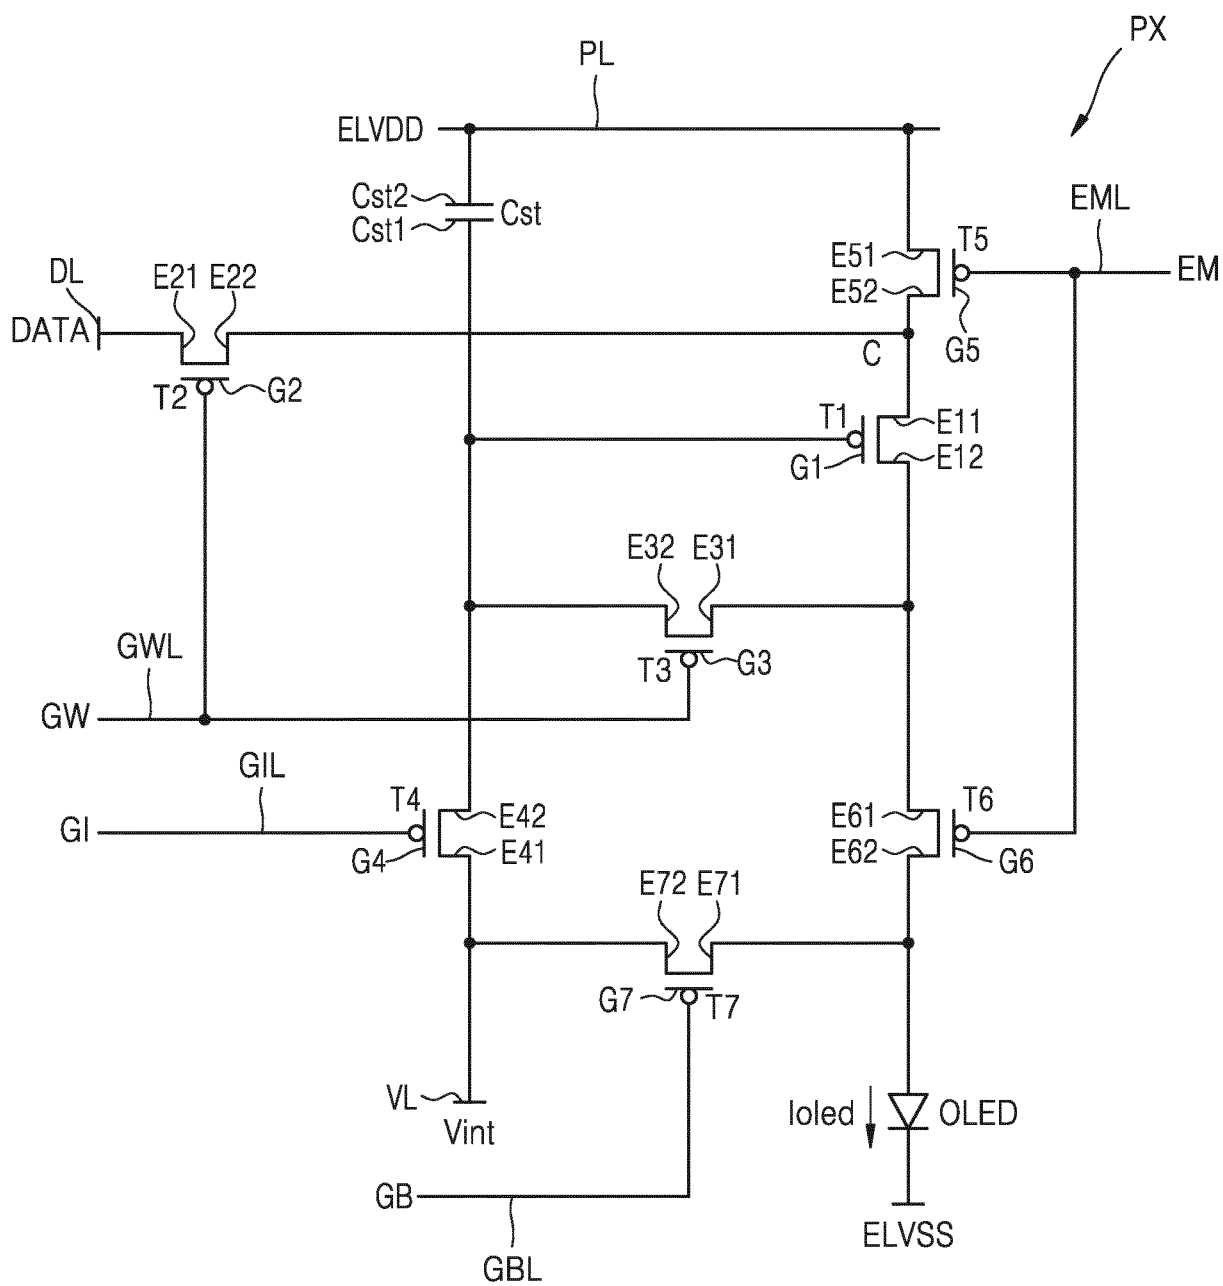 PX
PL
ELVDD
Cst2
Cst1
Cst
EML
EM
T5
E51
E52
G5
DL
E21
E22
DATA
C
T2
G2
T1
E11
G1
E12
E32
E31
GWL
T3
G3
GW
GIL
GI
T4
E42
G4
E41
T6
E61
E62
G6
E72
E71
G7
T7
VL
Vint
Ioled
OLED
GB
GBL
ELVSS